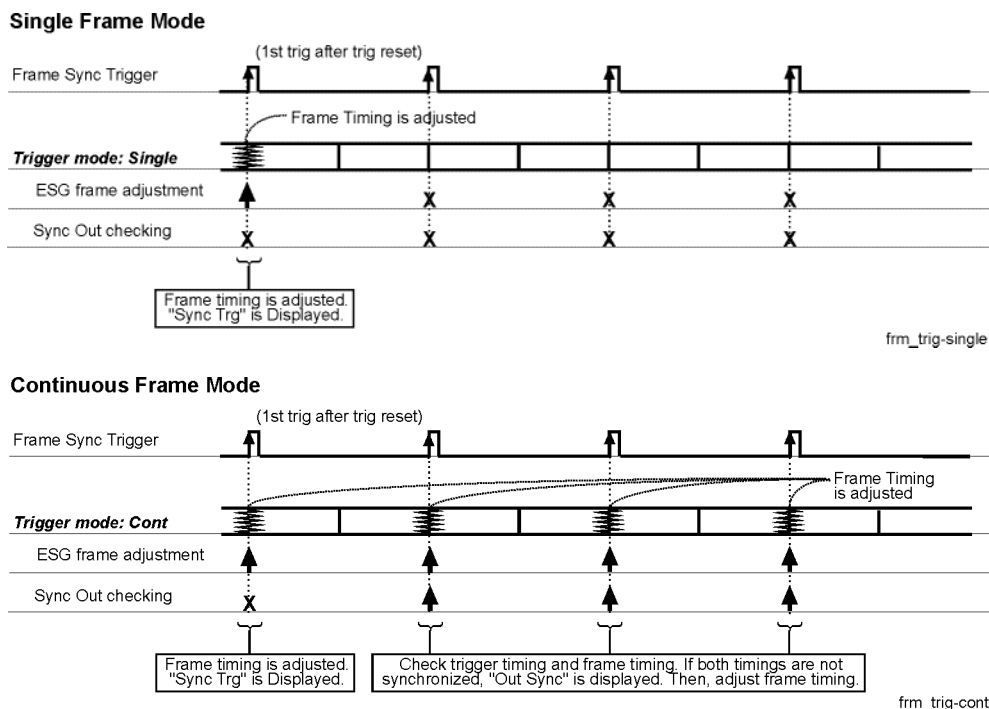 Single Frame Mode
(1st trig after trig reset)
Frame Sync Trigger
Frame Timing is adjusted
Trigger mode: Single
ESG frame adjustment
X X X
Sync Out checking
X X X X
Frame timing is adjusted.
"Sync Trg" is Displayed.
frm_trig-single
Continuous Frame Mode
(1st trig after trig reset)
Frame Sync Trigger
Frame Timing
is adjusted
Trigger mode: Cont
ESG frame adjustment
Sync Out checking
X
Frame timing is adjusted.
"Sync Trg" is Displayed.
Check trigger timing and frame timing. If both timings are not
synchronized, "Out Sync" is displayed. Then, adjust frame timing.
frm_trig-cont